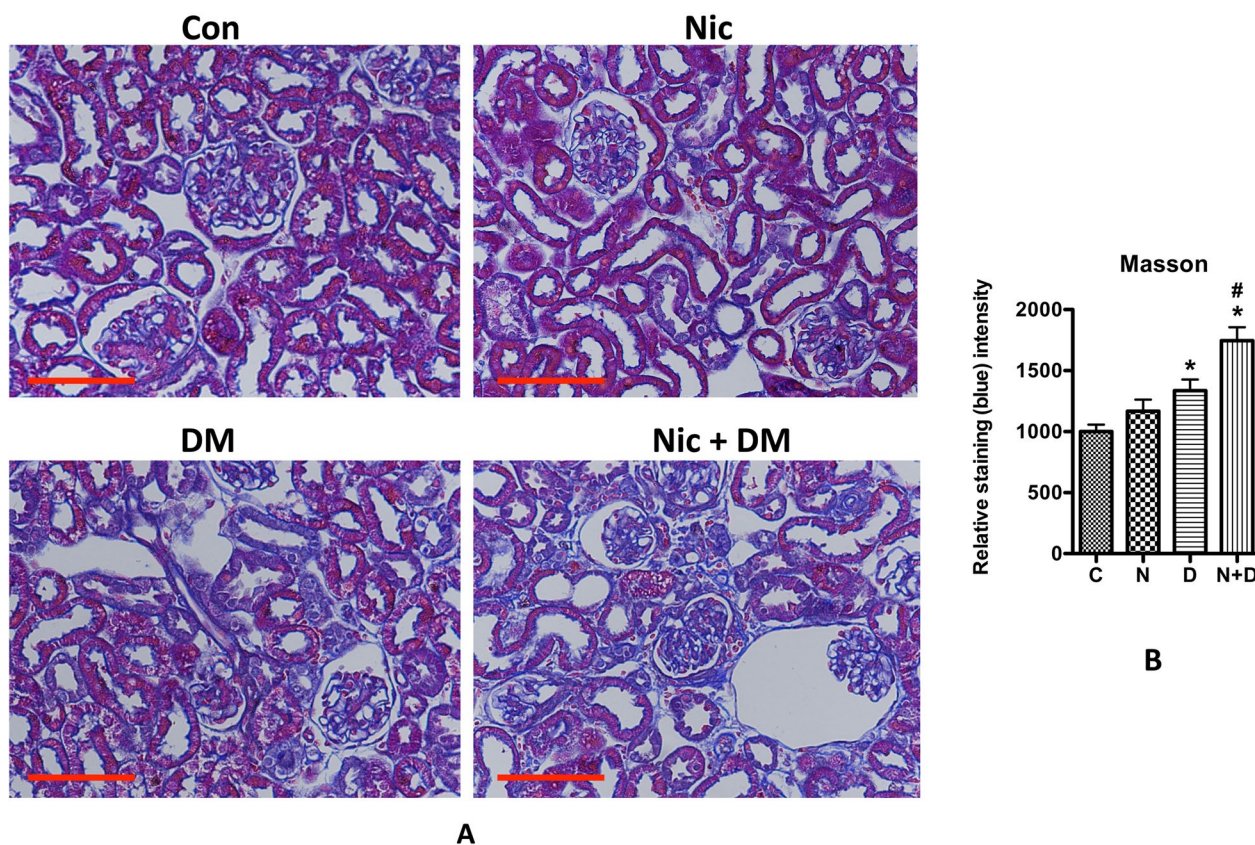 Con
Nic
DM
Nic + DM
A
Masson
Relative staining (blue) intensity
2000
1500
1000
500
0
*
#
*
C
N
D
N+D
B